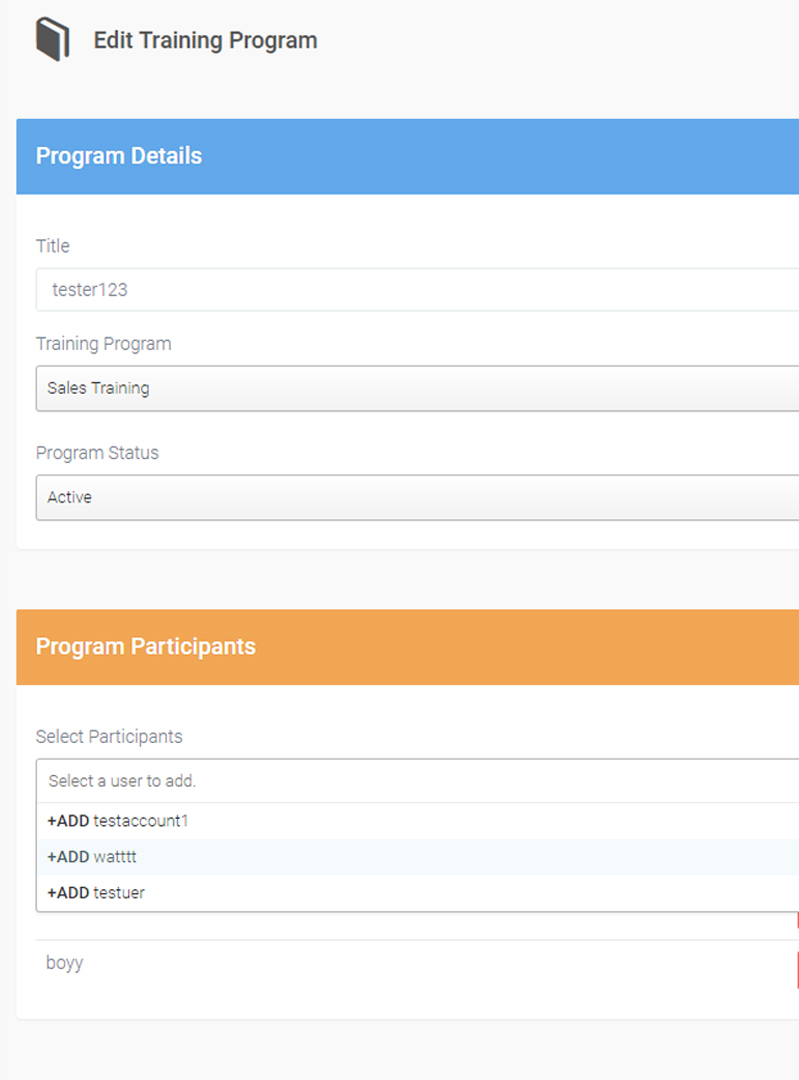 Edit Training Program
Program Details
Title
tester123
Training Program
Sales Training
Program Status
Active
Program Participants
Select Participants
Select a user to add.
+ADD testaccount1
+ADD watttt
+ADD testuer
boyy